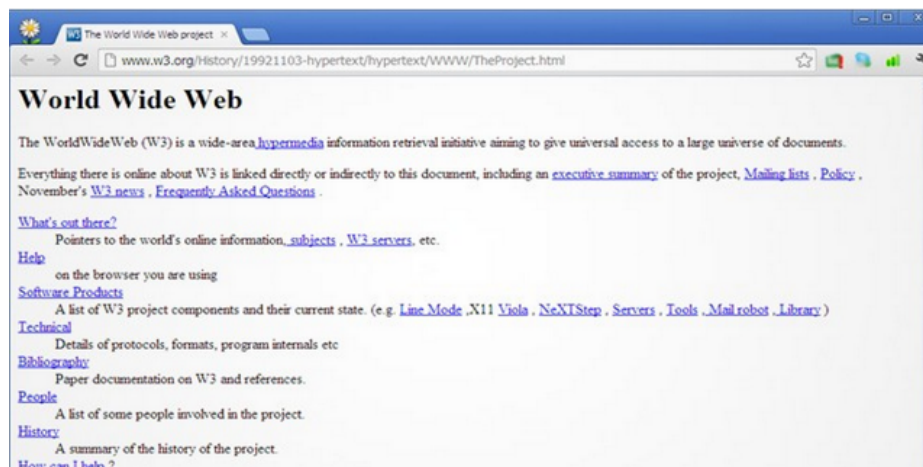 The World Wide Web project
www.w3.org/History/19921103-hypertext/hypertext/WWW/TheProject.html
World Wide Web
The WorldWideWeb (W3) is a wide-area hypermedia information retrieval initiative aiming to give universal access to a large universe of documents.
Everything there is online about W3 is linked directly or indirectly to this document, including an executive summary of the project, Mailing lists , Policy ,
November's W3 news , Frequently Asked Questions .
What's out there?
Pointers to the world's online information, subjects , W3 servers, etc.
Help
on the browser you are using
Software Products
A list of W3 project components and their current state. (e.g. Line Mode ,X11 Viola , NeXTStep , Servers , Tools , Mail robot , Library )
Technical
Details of protocols, formats, program internals etc
Bibliography
Paper documentation on W3 and references.
People
A list of some people involved in the project.
History
A summary of the history of the project.
How can I help ?